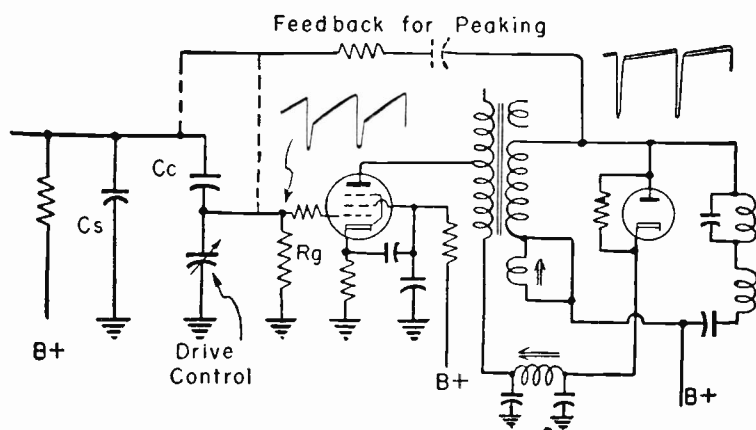 Feedback for Peaking
Cc
Cs
Rg
B+
Drive
Control
B+
B+